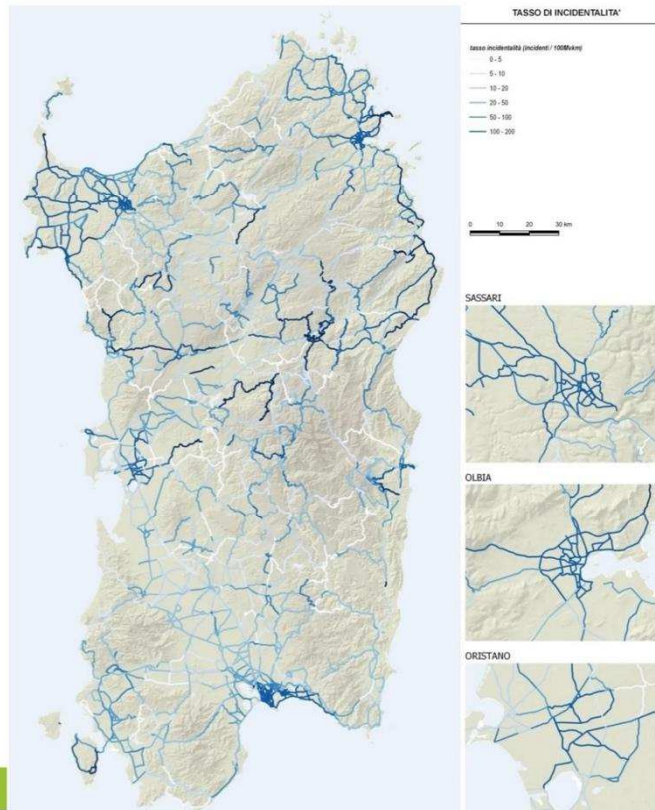 TASSO DI INCIDENTALITA'
tasso incidentalità (incidenti / 100Mvkm)
0 - 5
5 - 10
10 - 20
20 - 50
50 - 100
100 - 200
0 10 20 30 km
SASSARI
OLBIA
ORISTANO